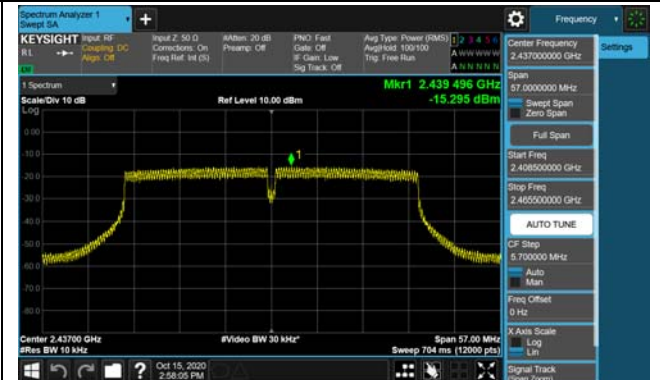 Spectrum Analyzer 1
Swept SA
+
Frequency
KEYSIGHT
RL
Input: RF
Coupling: DC
Align: Off
Input Z: 50 Ω
Corrections: On
Freq Ref: Int (S)
#Atten: 20 dB
Preamp: Off
PNO: Fast
Gate: Off
IF Gain: Low
Sig Track: Off
Avg Type: Power (RMS)
Avg|Hold: 100/100
Trig: Free Run
1 2 3 4 5 6
A W W W W W
A N N N N N
1 Spectrum
Scale/Div 10 dB
Log
Ref Level 10.00 dBm
Mkr1 2.439 496 GHz
-15.295 dBm
1
0.00
-10.0
-20.0
-30.0
-40.0
-50.0
-60.0
-70.0
-80.0
Center 2.43700 GHz
#Res BW 10 kHz
#Video BW 30 kHz*
Span 57.00 MHz
Sweep 704 ms (12000 pts)
Center Frequency
2.437000000 GHz
Settings
Span
57.0000000 MHz
Swept Span
Zero Span
Full Span
Start Freq
2.408500000 GHz
Stop Freq
2.465500000 GHz
AUTO TUNE
CF Step
5.700000 MHz
Auto
Man
Freq Offset
0 Hz
X Axis Scale
Log
Lin
Signal Track
(Span Zoom)
Oct 15, 2020
2:58:05 PM